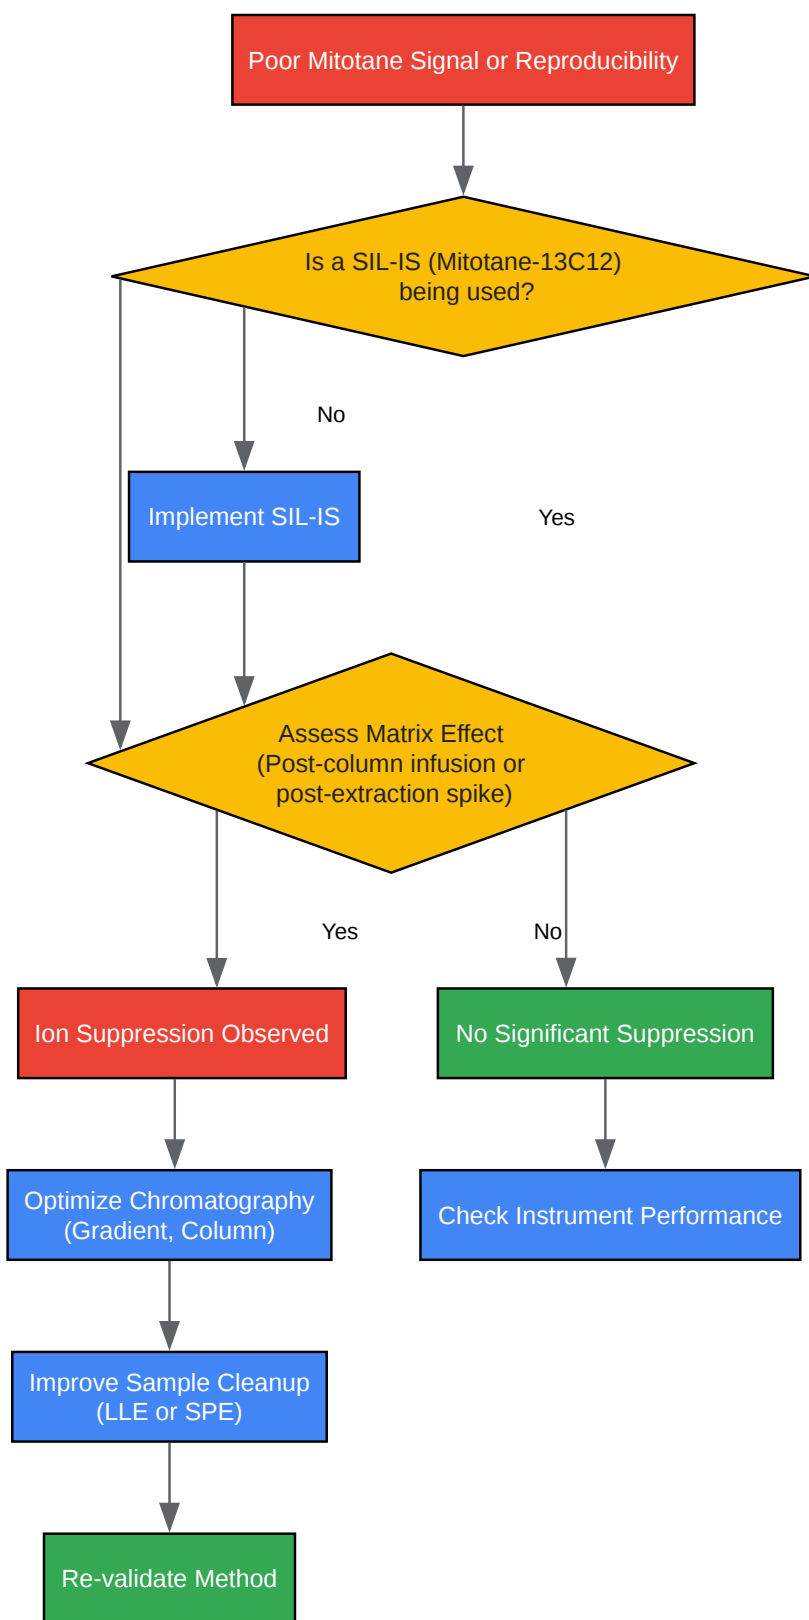 Poor Mitotane Signal or Reproducibility
Is a SIL-IS (Mitotane-13C12)
being used?
No
Implement SIL-IS
Yes
Assess Matrix Effect
(Post-column infusion or
post-extraction spike)
Yes
No
Ion Suppression Observed
No Significant Suppression
Optimize Chromatography
(Gradient, Column)
Check Instrument Performance
Improve Sample Cleanup
(LLE or SPE)
Re-validate Method